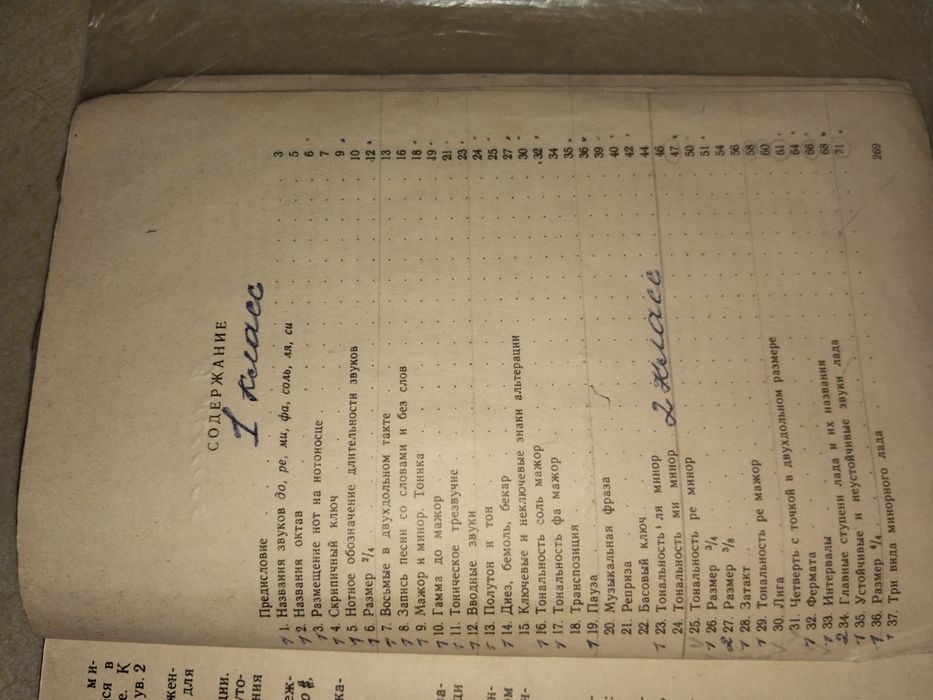 СОДЕРЖАНИЕ
1 класс
Предисловие 3
1. Названия звуков до, ре, ми, фа, соль, ля, си 5
2. Названия октав 6
3. Размещение нот на нотоносце 7
4. Скрипичный ключ 9
5. Нотное обозначение длительности звуков 10
6. Размер 2/4 12
7. Восьмые в двухдольном такте 13
8. Запись песни со словами и без слов 16
9. Мажор и минор. Тоника 18
10. Гамма до мажор 19
11. Тоническое трезвучие 21
12. Вводные звуки 23
13. Полутон и тон 24
14. Диез, бемоль, бекар 25
15. Ключевые и неключевые знаки альтерации 27
16. Тональность соль мажор 30
17. Тональность фа мажор 32
18. Транспозиция 34
19. Пауза 35
20. Музыкальная фраза 36
21. Реприза 39
22. Басовый ключ 40
2 класс
23. Тональность ля минор 42
24. Тональность ми минор 44
25. Тональность ре минор 46
26. Размер 3/4 47
27. Размер 3/8 50
28. Затакт 51
29. Тональность ре мажор 54
30. Лига 56
31. Четверть с точкой в двухдольном размере 58
32. Фермата 60
33. Интервалы лада и их названия 61
34. Главные ступени лада 64
35. Устойчивые и неустойчивые звуки лада 66
36. Размер 4/4 68
37. Три вида минорного лада 71
269